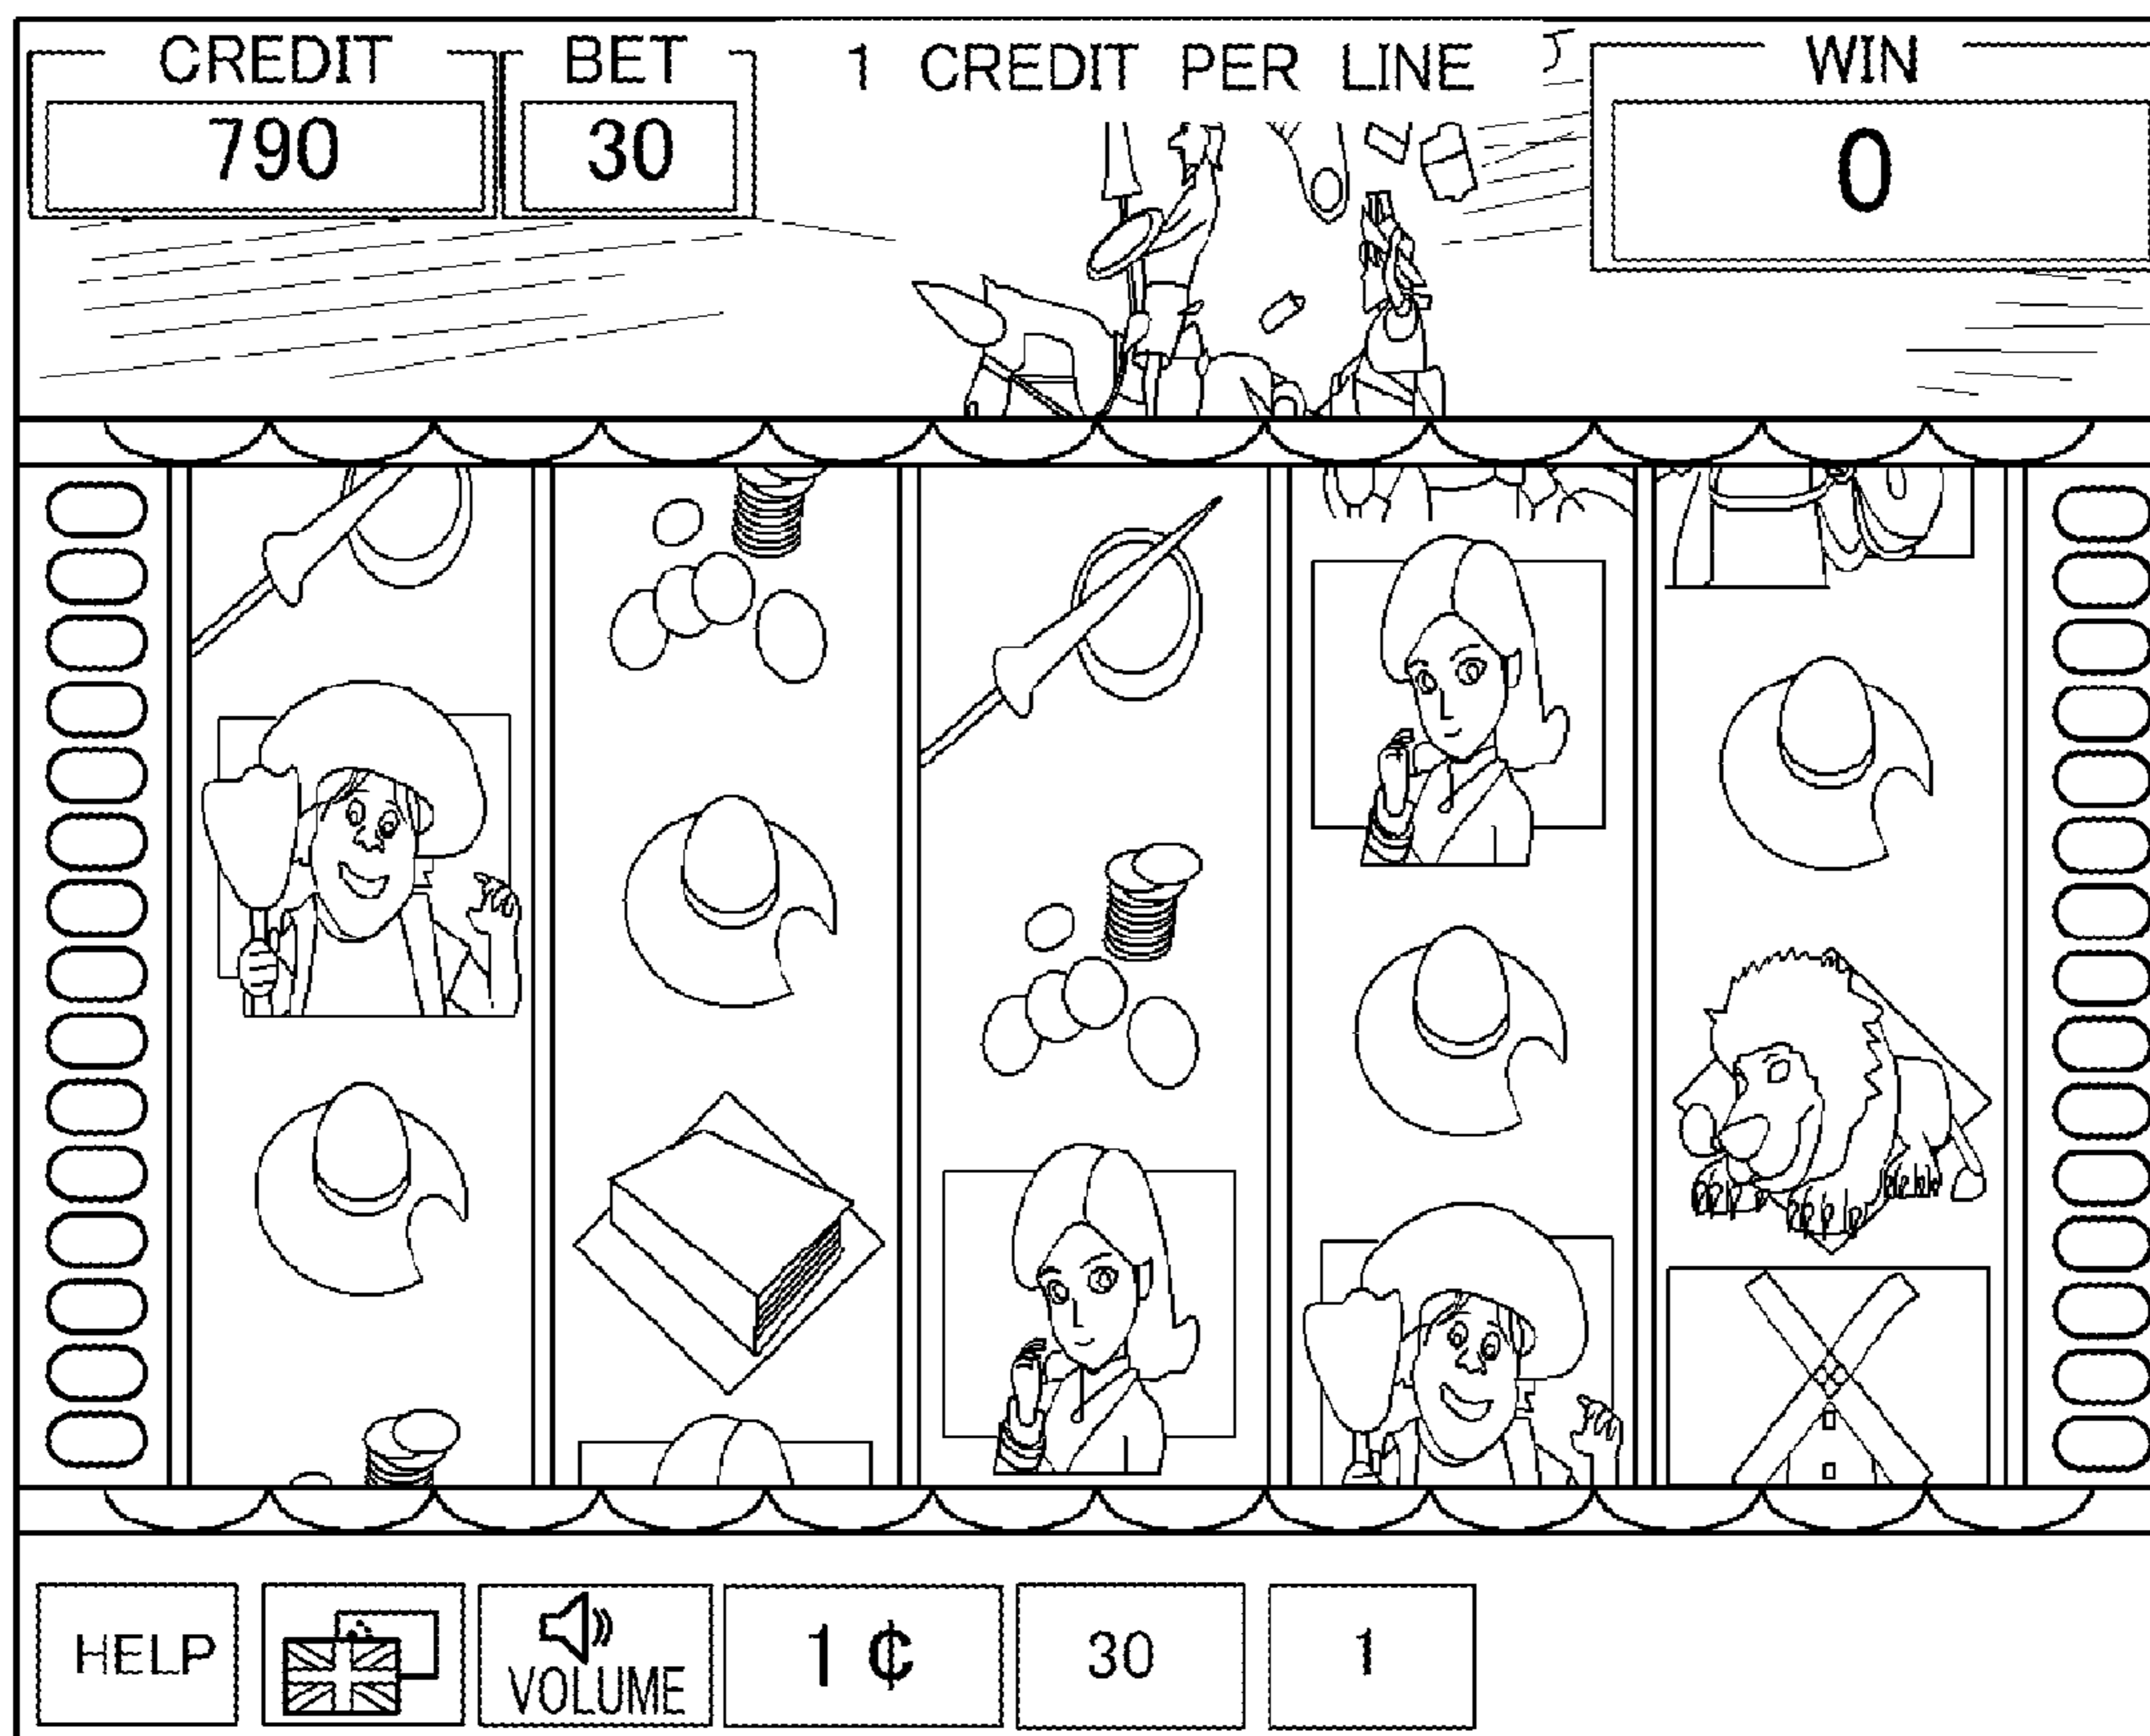 CREDIT
BET
1 CREDIT PER LINE
WIN
790
30
0
HELP
VOLUME
1 ¢
30
1